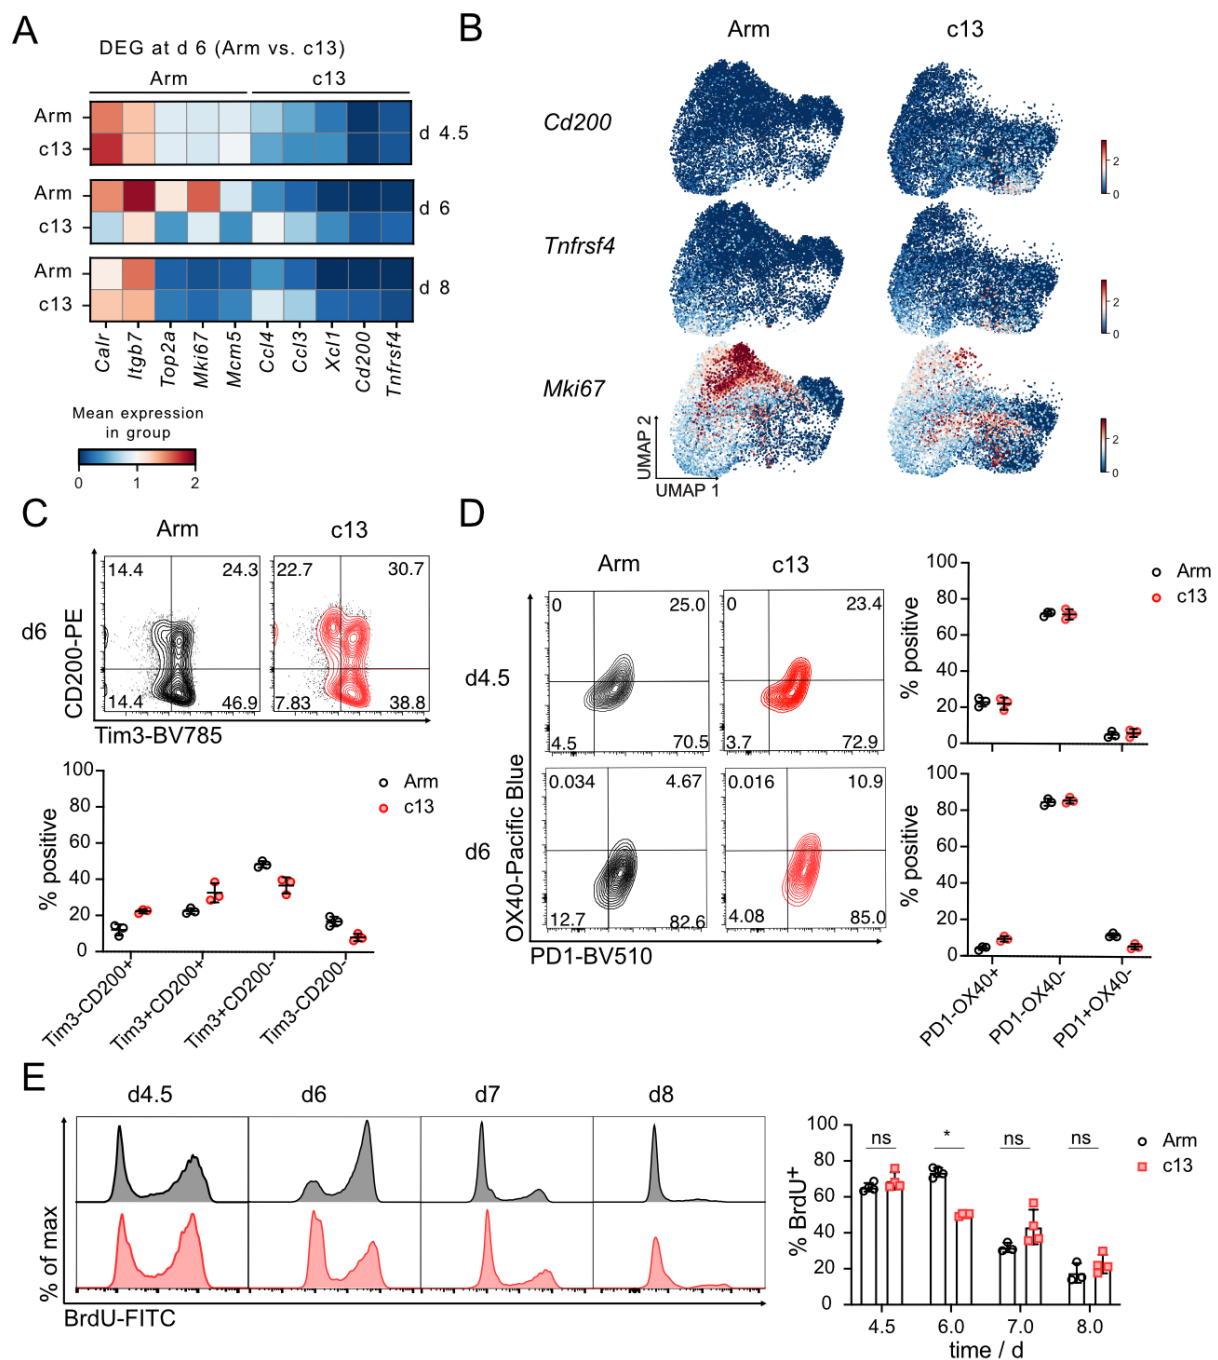 A
DEG at d 6 (Arm vs. c13)
Arm c13
Arm
c13
d 4.5
Arm
c13
d 6
Arm
c13
d 8
Calr Itgb7 Top2a Mki67 Mcm5 Ccl4 Ccl3 Xcl1 Cd200 Tnfrsf4
Mean expression
in group
0 1 2
B
Arm c13
Cd200
2
0
Tnfrsf4
2
0
Mki67
2
0
UMAP 2
UMAP 1
C
Arm c13
d6
CD200-PE
14.4 24.3 22.7 30.7
14.4 46.9 7.83 38.8
Tim3-BV785
100
80
60
40
20
0
% positive
Arm
c13
Tim3-CD200+ Tim3+CD200+ Tim3+CD200- Tim3-CD200-
D
Arm c13
d4.5
0 25.0 0 23.4
4.5 70.5 3.7 72.9
d6
0.034 4.67 0.016 10.9
12.7 82.6 4.08 85.0
OX40-Pacific Blue
PD1-BV510
100
80
60
40
20
0
% positive
Arm
c13
100
80
60
40
20
0
% positive
PD1-OX40+ PD1-OX40- PD1+OX40-
E
d4.5 d6 d7 d8
% of max
BrdU-FITC
100
80
60
40
20
0
% BrdU+
ns * ns ns
Arm
c13
4.5 6.0 7.0 8.0
time / d